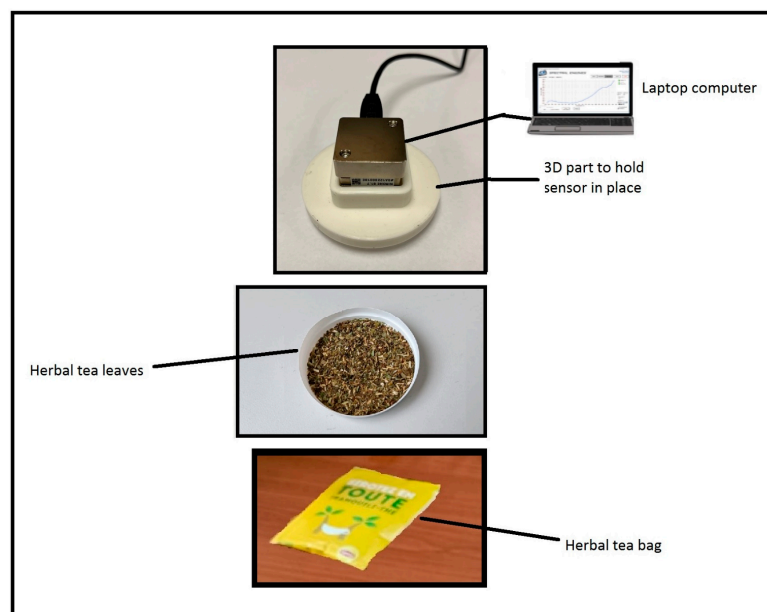 Laptop computer
3D part to hold
sensor in place
Herbal tea leaves
TOUTE
Herbal tea bag